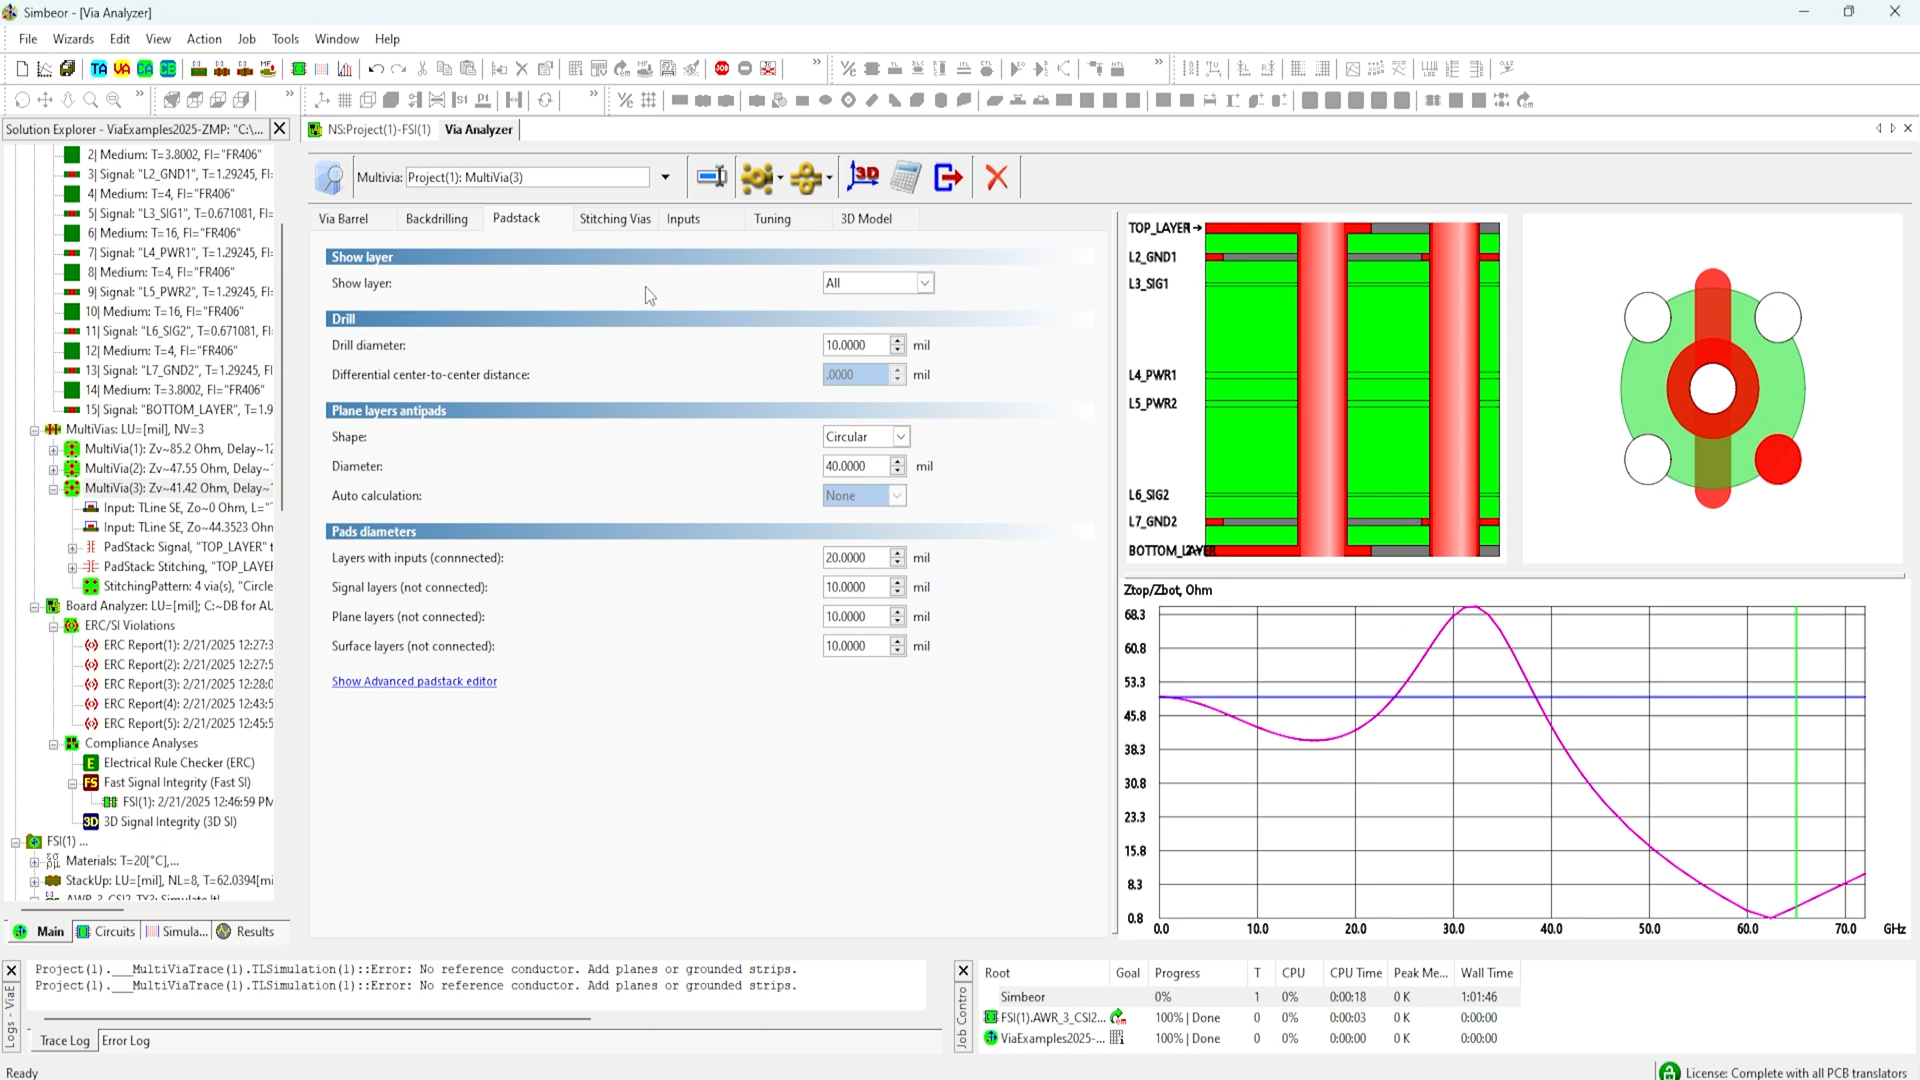 Simbeor - [Via Analyzer]
File Wizards Edit View Action Job Tools Window Help
Solution Explorer - ViaExamples2025-ZMP: "C:\...
NS:Project(1)-FSI(1) Via Analyzer
Multivia: Project(1): MultiVia(3)
3D
Via Barrel Backdrilling Padstack Stitching Vias Inputs Tuning 3D Model
2| Medium: T=3.8002, Fl="FR406"
3| Signal: "L2_GND1", T=1.29245, Fl:
4| Medium: T=4, Fl="FR406"
5| Signal: "L3_SIG1", T=0.671081, Fl:
6| Medium: T=16, Fl="FR406"
7| Signal: "L4_PWR1", T=1.29245, Fl:
8| Medium: T=4, Fl="FR406"
9| Signal: "L5_PWR2", T=1.29245, Fl:
10| Medium: T=16, Fl="FR406"
11| Signal: "L6_SIG2", T=0.671081, Fl:
12| Medium: T=4, Fl="FR406"
13| Signal: "L7_GND2", T=1.29245, Fl
14| Medium: T=3.8002, Fl="FR406"
15| Signal: "BOTTOM_LAYER", T=1.9
MultiVias: LU=[mil], NV=3
MultiVia(1): Zv~85.2 Ohm, Delay~12
MultiVia(2): Zv~47.55 Ohm, Delay~
MultiVia(3): Zv~41.42 Ohm, Delay~
Input: TLine SE, Zo~0 Ohm, L="
Input: TLine SE, Zo~44.3523 Ohm
PadStack: Signal, "TOP_LAYER" t
PadStack: Stitching, "TOP_LAYER
StitchingPattern: 4 via(s), "Circle
Board Analyzer: LU=[mil]; C:~DB for AU
ERC/SI Violations
ERC Report(1): 2/21/2025 12:27:3
ERC Report(2): 2/21/2025 12:27:5
ERC Report(3): 2/21/2025 12:28:0
ERC Report(4): 2/21/2025 12:43:5
ERC Report(5): 2/21/2025 12:45:5
Compliance Analyses
Electrical Rule Checker (ERC)
Fast Signal Integrity (Fast SI)
FSI(1): 2/21/2025 12:46:59 PM
3D Signal Integrity (3D SI)
FSI(1) ...
Materials: T=20[°C],...
StackUp: LU=[mil], NL=8, T=62.0394[mi
Main Circuits Simula... Results
Show layer
Show layer: All
Drill
Drill diameter: 10.0000 mil
Differential center-to-center distance: .0000 mil
Plane layers antipads
Shape: Circular
Diameter: 40.0000 mil
Auto calculation: None
Pads diameters
Layers with inputs (connnected): 20.0000 mil
Signal layers (not connected): 10.0000 mil
Plane layers (not connected): 10.0000 mil
Surface layers (not connected): 10.0000 mil
Show Advanced padstack editor
TOP_LAYER
L2_GND1
L3_SIG1
L4_PWR1
L5_PWR2
L6_SIG2
L7_GND2
BOTTOM_LAYER
Ztop/Zbot, Ohm
68.3
60.8
53.3
45.8
38.3
30.8
23.3
15.8
8.3
0.8
0.0 10.0 20.0 30.0 40.0 50.0 60.0 70.0 GHz
Project(1).___MultiViaTrace(1).TLSimulation(1)::Error: No reference conductor. Add planes or grounded strips.
Project(1).___MultiViaTrace(1).TLSimulation(1)::Error: No reference conductor. Add planes or grounded strips.
Logs - ViaE
Trace Log Error Log
Job Contro
Root Goal Progress T CPU CPU Time Peak Me... Wall Time
Simbeor 0% 1 0% 0:00:18 0 K 1:01:46
FSI(1).AWR_3_CSI2... 100% | Done 0 0% 0:00:03 0 K 0:00:00
ViaExamples2025-... 100% | Done 0 0% 0:00:00 0 K 0:00:00
Ready
License: Complete with all PCB translators